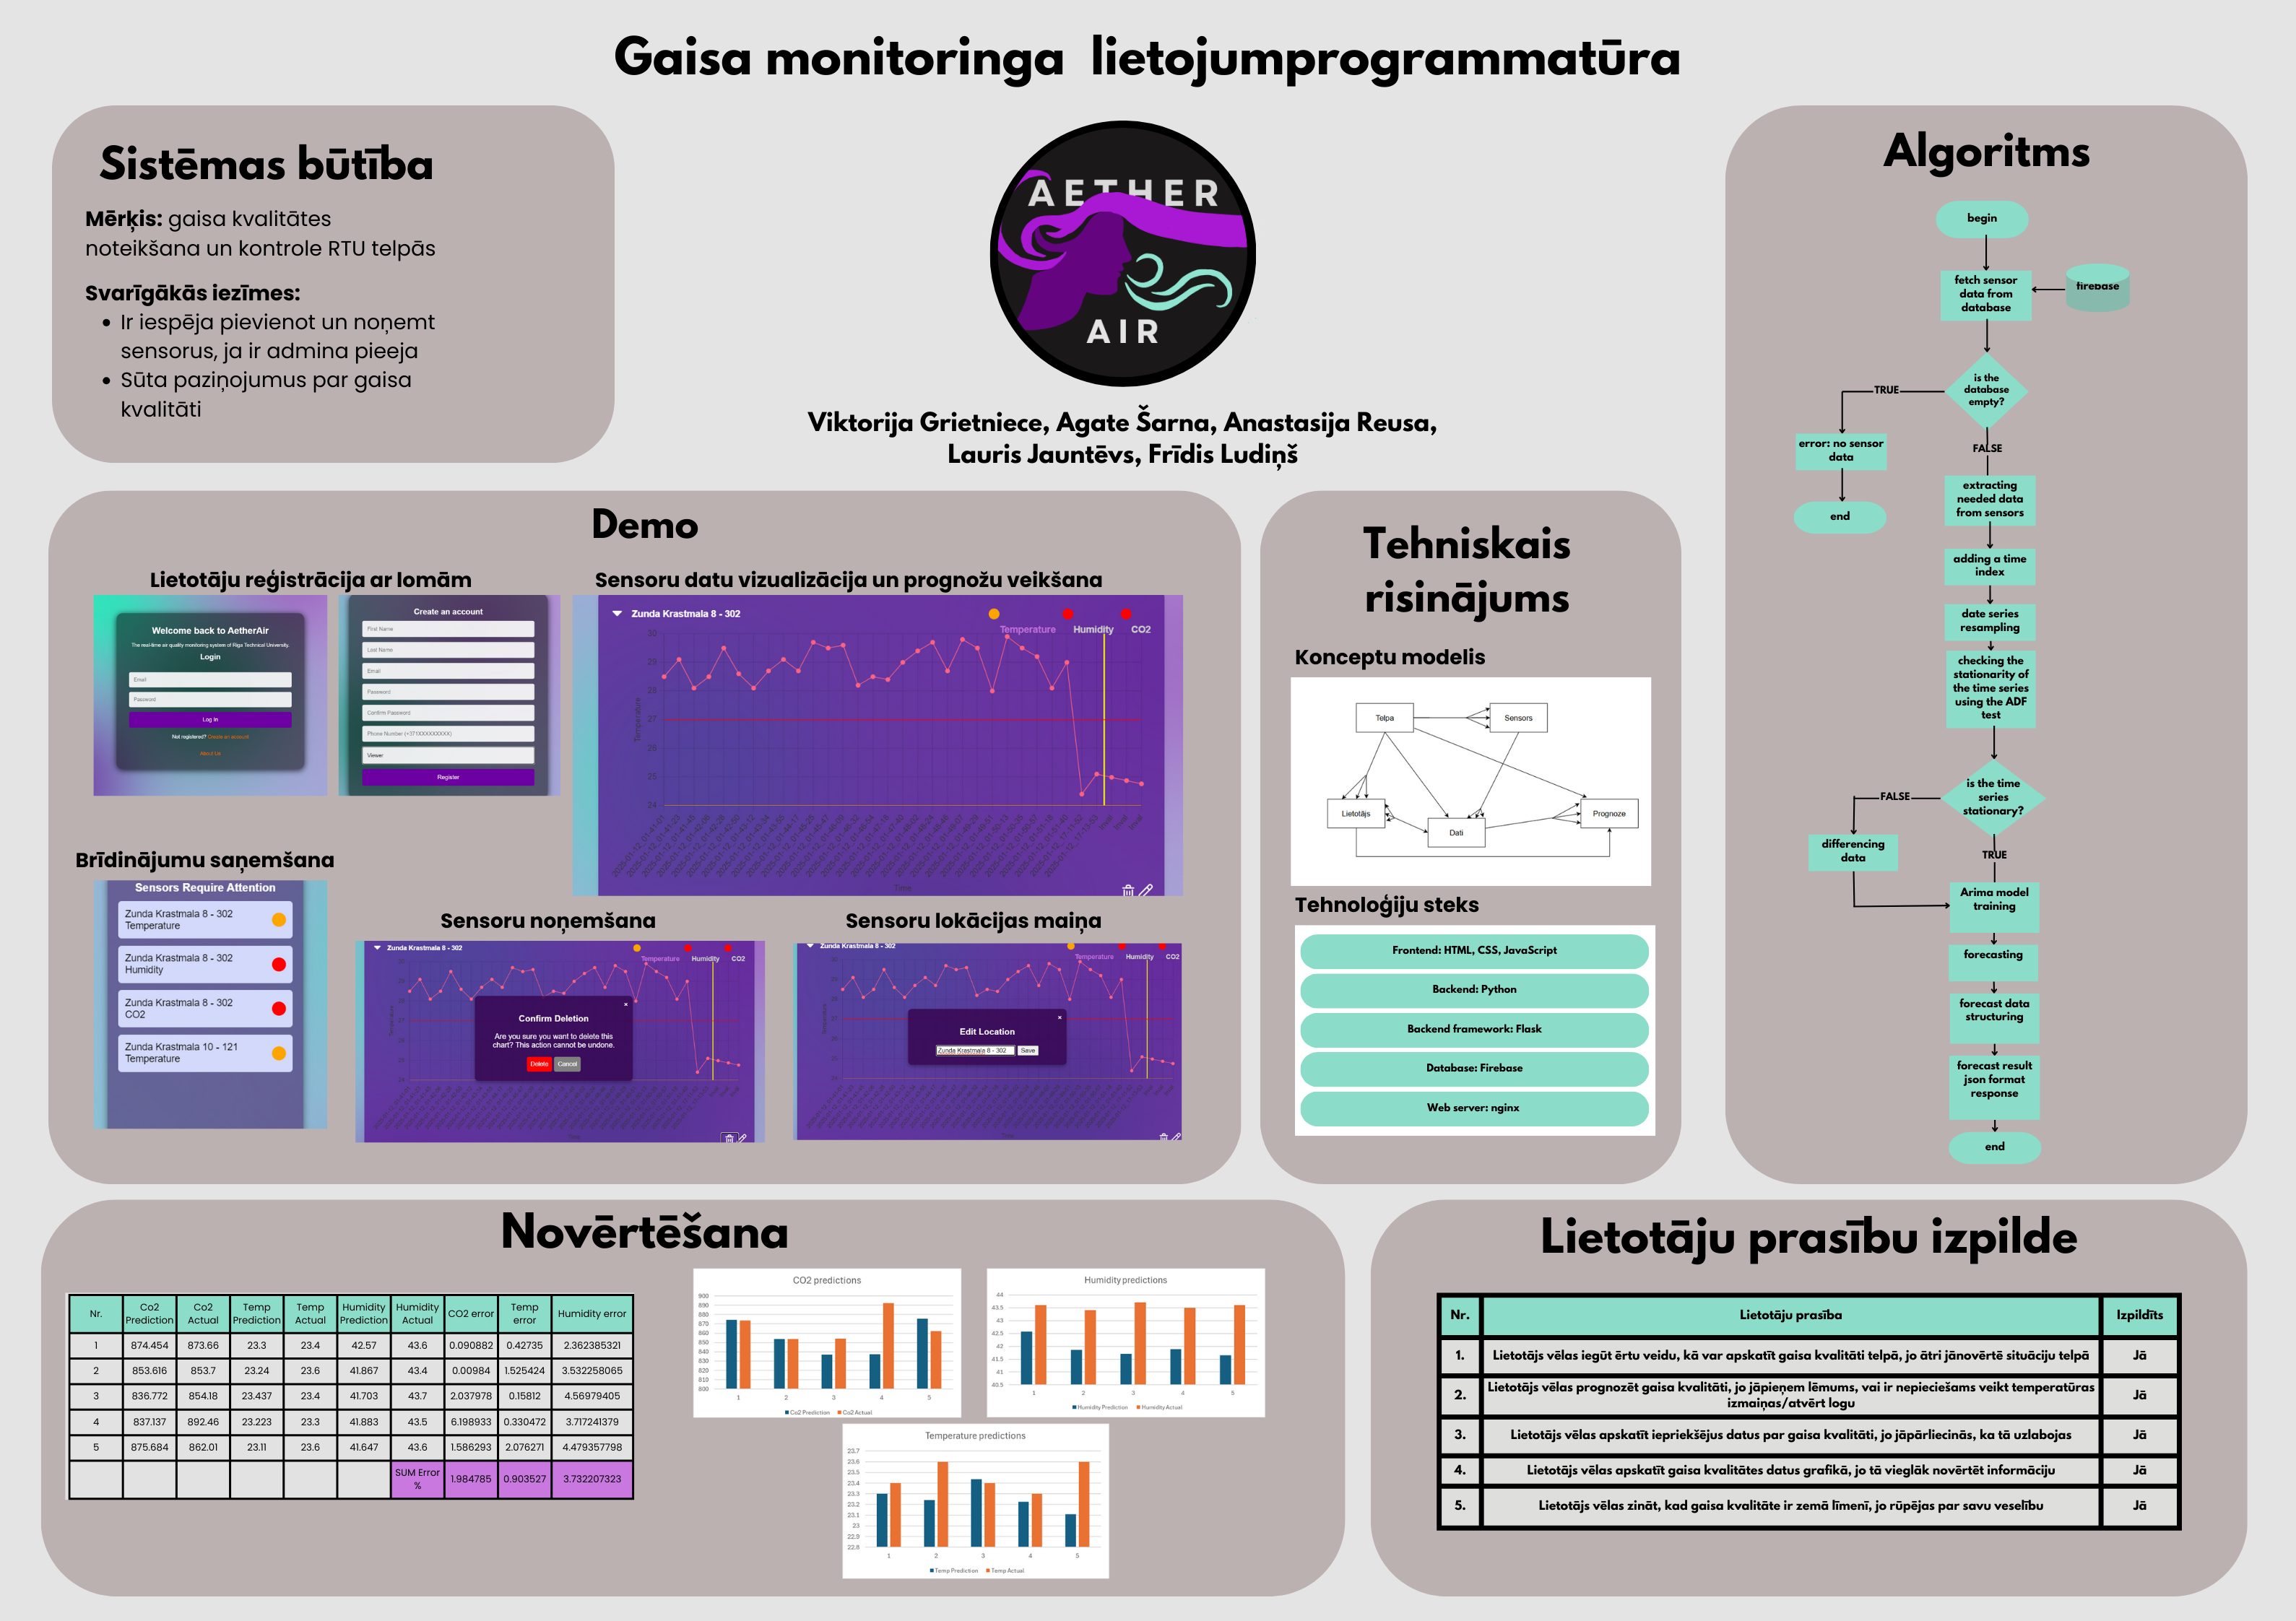 Gaisa monitoringa lietojumprogrammatūra
Sistēmas būtība
Mērķis: gaisa kvalitātes
noteikšana un kontrole RTU telpās
Svarīgākās iezīmes:
Ir iespēja pievienot un noņemt
sensorus, ja ir admina pieeja
Sūta paziņojumus par gaisa
kvalitāti
AETHER
AIR
Viktorija Grietniece, Agate Šarna, Anastasija Reusa,
Lauris Jauntēvs, Frīdis Ludiņš
Algoritms
begin
fetch sensor
data from
database
firebase
is the
database
empty?
TRUE
error: no sensor
data
end
FALSE
extracting
needed data
from sensors
adding a time
index
date series
resampling
checking the
stationarity of
the time series
using the ADF
test
is the time
series
stationary?
FALSE
differencing
data
TRUE
Arima model
training
forecasting
forecast data
structuring
forecast result
json format
response
end
Demo
Lietotāju reģistrācija ar lomām
Welcome back to AetherAir
The real-time air quality monitoring system of Riga Technical University.
Login
Email
Password
Log In
Not registered? Create an account
About Us
Create an account
First Name
Last Name
Email
Password
Confirm Password
Phone Number (+371XXXXXXXXXX)
Viewer
Register
Sensoru datu vizualizācija un prognožu veikšana
Zunda Krastmala 8 - 302
Temperature Humidity CO2
30
29
28
27
26
25
24
Temperature
Time
Brīdinājumu saņemšana
Sensors Require Attention
Zunda Krastmala 8 - 302
Temperature
Zunda Krastmala 8 - 302
Humidity
Zunda Krastmala 8 - 302
CO2
Zunda Krastmala 10 - 121
Temperature
Sensoru noņemšana
Zunda Krastmala 8 - 302
Temperature Humidity CO2
Confirm Deletion
Are you sure you want to delete this
chart? This action cannot be undone.
Delete Cancel
Sensoru lokācijas maiņa
Zunda Krastmala 8 - 302
Temperature Humidity CO2
Edit Location
Zunda Krastmala 8 - 302 Save
Tehniskais
risinājums
Konceptu modelis
Telpa
Sensors
Lietotājs
Dati
Prognoze
Tehnoloģiju steks
Frontend: HTML, CSS, JavaScript
Backend: Python
Backend framework: Flask
Database: Firebase
Web server: nginx
Novērtēšana
Nr. Co2 Prediction Co2 Actual Temp Prediction Temp Actual Humidity Prediction Humidity Actual CO2 error Temp error Humidity error
1 874.454 873.66 23.3 23.4 42.57 43.6 0.090882 0.42735 2.362385321
2 853.616 853.7 23.24 23.6 41.867 43.4 0.00984 1.525424 3.532258065
3 836.772 854.18 23.437 23.4 41.703 43.7 2.037978 0.15812 4.56979405
4 837.137 892.46 23.223 23.3 41.883 43.5 6.198933 0.330472 3.717241379
5 875.684 862.01 23.11 23.6 41.647 43.6 1.586293 2.076271 4.479357798
SUM Error % 1.984785 0.903527 3.732207323
CO2 predictions
900
890
880
870
860
850
840
830
820
810
800
1 2 3 4 5
Co2 Prediction Co2 Actual
Humidity predictions
44
43.5
43
42.5
42
41.5
41
40.5
1 2 3 4 5
Humidity Prediction Humidity Actual
Temperature predictions
23.7
23.6
23.5
23.4
23.3
23.2
23.1
23
22.9
22.8
1 2 3 4 5
Temp Prediction Temp Actual
Lietotāju prasību izpilde
Nr. Lietotāju prasība Izpildīts
1. Lietotājs vēlas iegūt ērtu veidu, kā var apskatīt gaisa kvalitāti telpā, jo ātri jānovērtē situāciju telpā Jā
2. Lietotājs vēlas prognozēt gaisa kvalitāti, jo jāpieņem lēmums, vai ir nepieciešams veikt temperatūras
izmaiņas/atvērt logu Jā
3. Lietotājs vēlas apskatīt iepriekšējus datus par gaisa kvalitāti, jo jāpārliecinās, ka tā uzlabojas Jā
4. Lietotājs vēlas apskatīt gaisa kvalitātes datus grafikā, jo tā vieglāk novērtēt informāciju Jā
5. Lietotājs vēlas zināt, kad gaisa kvalitāte ir zemā līmenī, jo rūpējas par savu veselību Jā